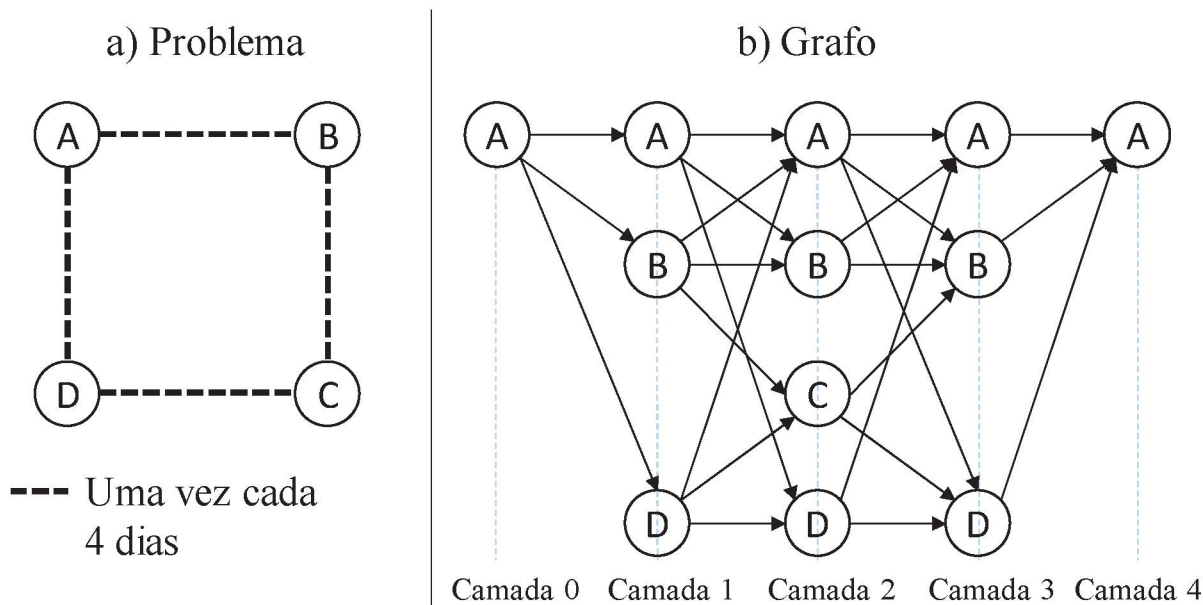 a) Problema
A B
D C
Uma vez cada
4 dias
b) Grafo
A A A A A
B B B
C
D D D
Camada 0 Camada 1 Camada 2 Camada 3 Camada 4